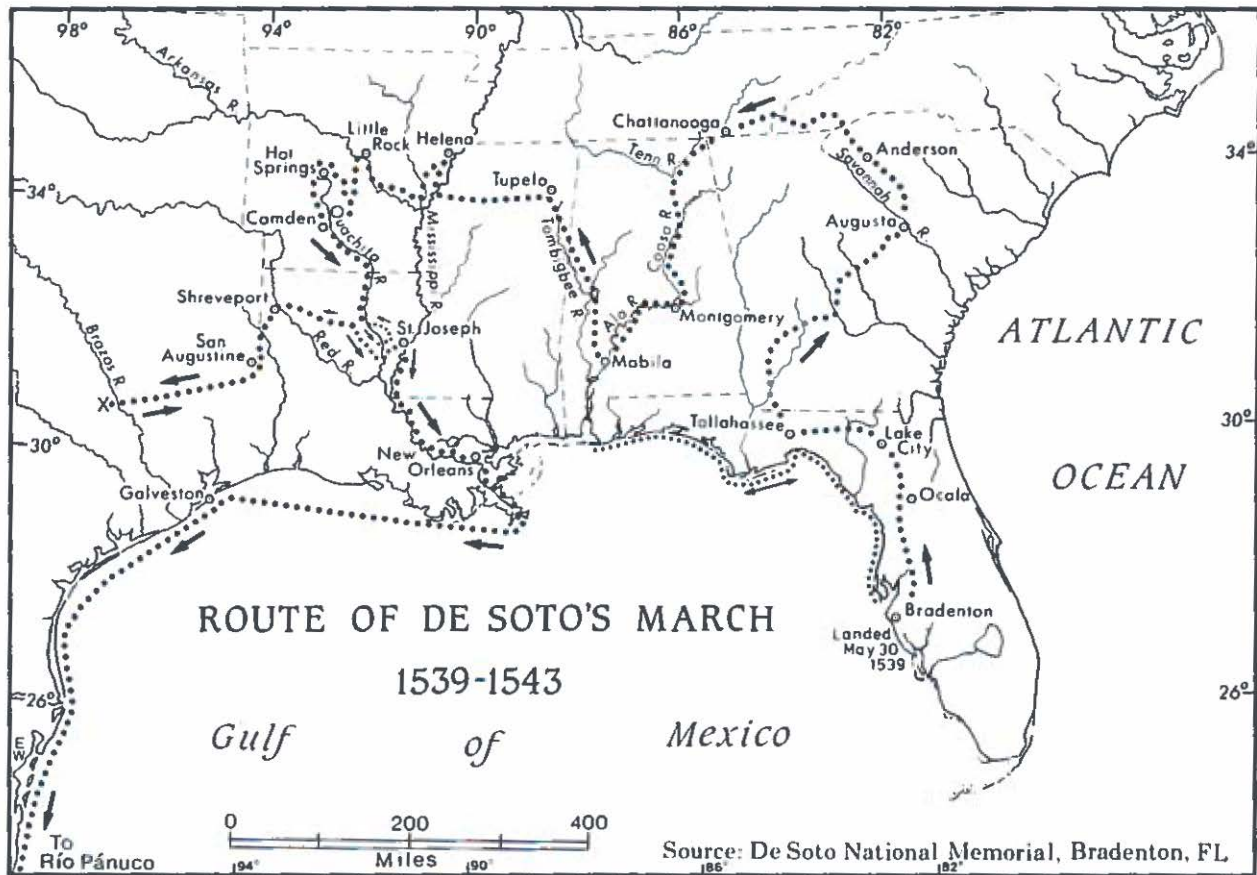 98°
94°
90°
86°
82°
Arkansas R.
Little
Rock
Helena
Hot
Springs
Chattanooga
Tenn R.
Anderson
Savannah R.
34°
34°
Tupelo
Camden
Ouachita R.
Mississippi R.
Tombigbee R.
Coosa R.
Augusta
Shreveport
Ala R.
Montgomery
St. Joseph
San
Augustine
Red R.
Mabila
Brazos R.
X
ATLANTIC
OCEAN
30°
30°
Tallahassee
Lake
City
New
Orleans
Galveston
Ocala
ROUTE OF DE SOTO'S MARCH
1539-1543
Bradenton
Landed
May 30
1539
26°
26°
Gulf of Mexico
EW
0 200 400
Miles
To
Río Pánuco
94°
90°
86°
82°
Source: De Soto National Memorial, Bradenton, FL